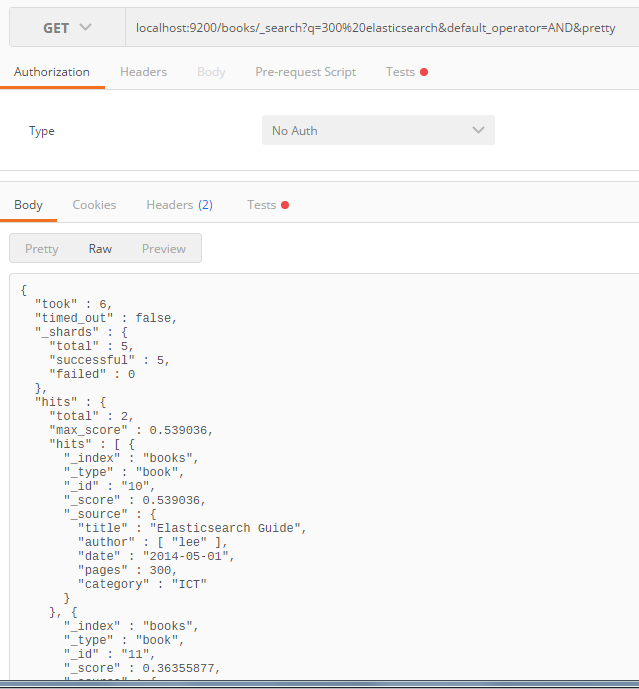 GET localhost:9200/books/_search?q=300%20elasticsearch&default_operator=AND&pretty
Authorization Headers Body Pre-request Script Tests
Type No Auth
Body Cookies Headers (2) Tests
Pretty Raw Preview
{
  "took" : 6,
  "timed_out" : false,
  "_shards" : {
    "total" : 5,
    "successful" : 5,
    "failed" : 0
  },
  "hits" : {
    "total" : 2,
    "max_score" : 0.539036,
    "hits" : [ {
      "_index" : "books",
      "_type" : "book",
      "_id" : "10",
      "_score" : 0.539036,
      "_source" : {
        "title" : "Elasticsearch Guide",
        "author" : [ "lee" ],
        "date" : "2014-05-01",
        "pages" : 300,
        "category" : "ICT"
      }
    }, {
      "_index" : "books",
      "_type" : "book",
      "_id" : "11",
      "_score" : 0.36355877,